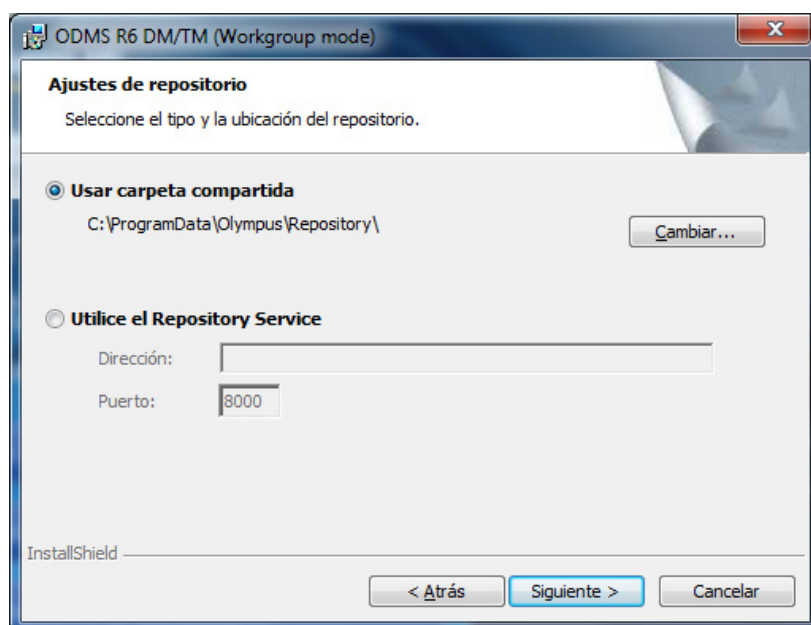 ODMS R6 DM/TM (Workgroup mode)
Ajustes de repositorio
Seleccione el tipo y la ubicación del repositorio.
Usar carpeta compartida
C:\ProgramData\Olympus\Repository\
Cambiar...
Utilice el Repository Service
Dirección:
Puerto:
8000
InstallShield
< Atrás
Siguiente >
Cancelar